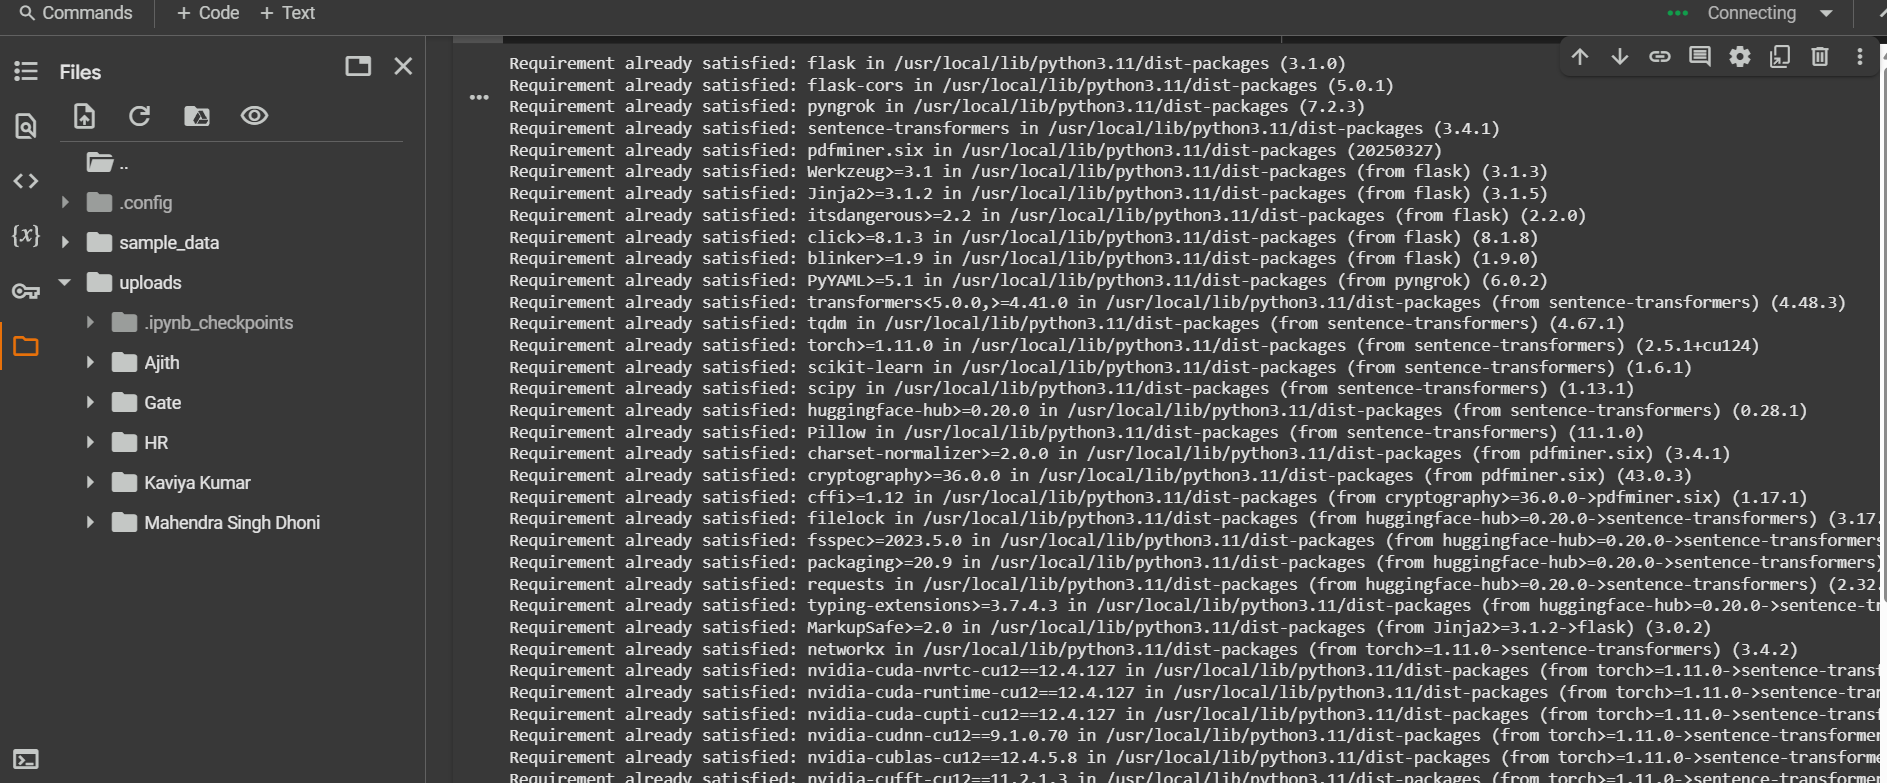 Commands + Code + Text
Connecting
Files
..
.config
sample_data
uploads
.ipynb_checkpoints
Ajith
Gate
HR
Kaviya Kumar
Mahendra Singh Dhoni
Requirement already satisfied: flask in /usr/local/lib/python3.11/dist-packages (3.1.0)
Requirement already satisfied: flask-cors in /usr/local/lib/python3.11/dist-packages (5.0.1)
Requirement already satisfied: pyngrok in /usr/local/lib/python3.11/dist-packages (7.2.3)
Requirement already satisfied: sentence-transformers in /usr/local/lib/python3.11/dist-packages (3.4.1)
Requirement already satisfied: pdfminer.six in /usr/local/lib/python3.11/dist-packages (20250327)
Requirement already satisfied: Werkzeug>=3.1 in /usr/local/lib/python3.11/dist-packages (from flask) (3.1.3)
Requirement already satisfied: Jinja2>=3.1.2 in /usr/local/lib/python3.11/dist-packages (from flask) (3.1.5)
Requirement already satisfied: itsdangerous>=2.2 in /usr/local/lib/python3.11/dist-packages (from flask) (2.2.0)
Requirement already satisfied: click>=8.1.3 in /usr/local/lib/python3.11/dist-packages (from flask) (8.1.8)
Requirement already satisfied: blinker>=1.9 in /usr/local/lib/python3.11/dist-packages (from flask) (1.9.0)
Requirement already satisfied: PyYAML>=5.1 in /usr/local/lib/python3.11/dist-packages (from pyngrok) (6.0.2)
Requirement already satisfied: transformers<5.0.0,>=4.41.0 in /usr/local/lib/python3.11/dist-packages (from sentence-transformers) (4.48.3)
Requirement already satisfied: tqdm in /usr/local/lib/python3.11/dist-packages (from sentence-transformers) (4.67.1)
Requirement already satisfied: torch>=1.11.0 in /usr/local/lib/python3.11/dist-packages (from sentence-transformers) (2.5.1+cu124)
Requirement already satisfied: scikit-learn in /usr/local/lib/python3.11/dist-packages (from sentence-transformers) (1.6.1)
Requirement already satisfied: scipy in /usr/local/lib/python3.11/dist-packages (from sentence-transformers) (1.13.1)
Requirement already satisfied: huggingface-hub>=0.20.0 in /usr/local/lib/python3.11/dist-packages (from sentence-transformers) (0.28.1)
Requirement already satisfied: Pillow in /usr/local/lib/python3.11/dist-packages (from sentence-transformers) (11.1.0)
Requirement already satisfied: charset-normalizer>=2.0.0 in /usr/local/lib/python3.11/dist-packages (from pdfminer.six) (3.4.1)
Requirement already satisfied: cryptography>=36.0.0 in /usr/local/lib/python3.11/dist-packages (from pdfminer.six) (43.0.3)
Requirement already satisfied: cffi>=1.12 in /usr/local/lib/python3.11/dist-packages (from cryptography>=36.0.0->pdfminer.six) (1.17.1)
Requirement already satisfied: filelock in /usr/local/lib/python3.11/dist-packages (from huggingface-hub>=0.20.0->sentence-transformers) (3.17.
Requirement already satisfied: fsspec>=2023.5.0 in /usr/local/lib/python3.11/dist-packages (from huggingface-hub>=0.20.0->sentence-transformers
Requirement already satisfied: packaging>=20.9 in /usr/local/lib/python3.11/dist-packages (from huggingface-hub>=0.20.0->sentence-transformers)
Requirement already satisfied: requests in /usr/local/lib/python3.11/dist-packages (from huggingface-hub>=0.20.0->sentence-transformers) (2.32.
Requirement already satisfied: typing-extensions>=3.7.4.3 in /usr/local/lib/python3.11/dist-packages (from huggingface-hub>=0.20.0->sentence-tr
Requirement already satisfied: MarkupSafe>=2.0 in /usr/local/lib/python3.11/dist-packages (from Jinja2>=3.1.2->flask) (3.0.2)
Requirement already satisfied: networkx in /usr/local/lib/python3.11/dist-packages (from torch>=1.11.0->sentence-transformers) (3.4.2)
Requirement already satisfied: nvidia-cuda-nvrtc-cu12==12.4.127 in /usr/local/lib/python3.11/dist-packages (from torch>=1.11.0->sentence-transf
Requirement already satisfied: nvidia-cuda-runtime-cu12==12.4.127 in /usr/local/lib/python3.11/dist-packages (from torch>=1.11.0->sentence-tran
Requirement already satisfied: nvidia-cuda-cupti-cu12==12.4.127 in /usr/local/lib/python3.11/dist-packages (from torch>=1.11.0->sentence-transf
Requirement already satisfied: nvidia-cudnn-cu12==9.1.0.70 in /usr/local/lib/python3.11/dist-packages (from torch>=1.11.0->sentence-transformer
Requirement already satisfied: nvidia-cublas-cu12==12.4.5.8 in /usr/local/lib/python3.11/dist-packages (from torch>=1.11.0->sentence-transforme
Requirement already satisfied: nvidia-cufft-cu12==11.2.1.3 in /usr/local/lib/python3.11/dist-packages (from torch>=1.11.0->sentence-transformer